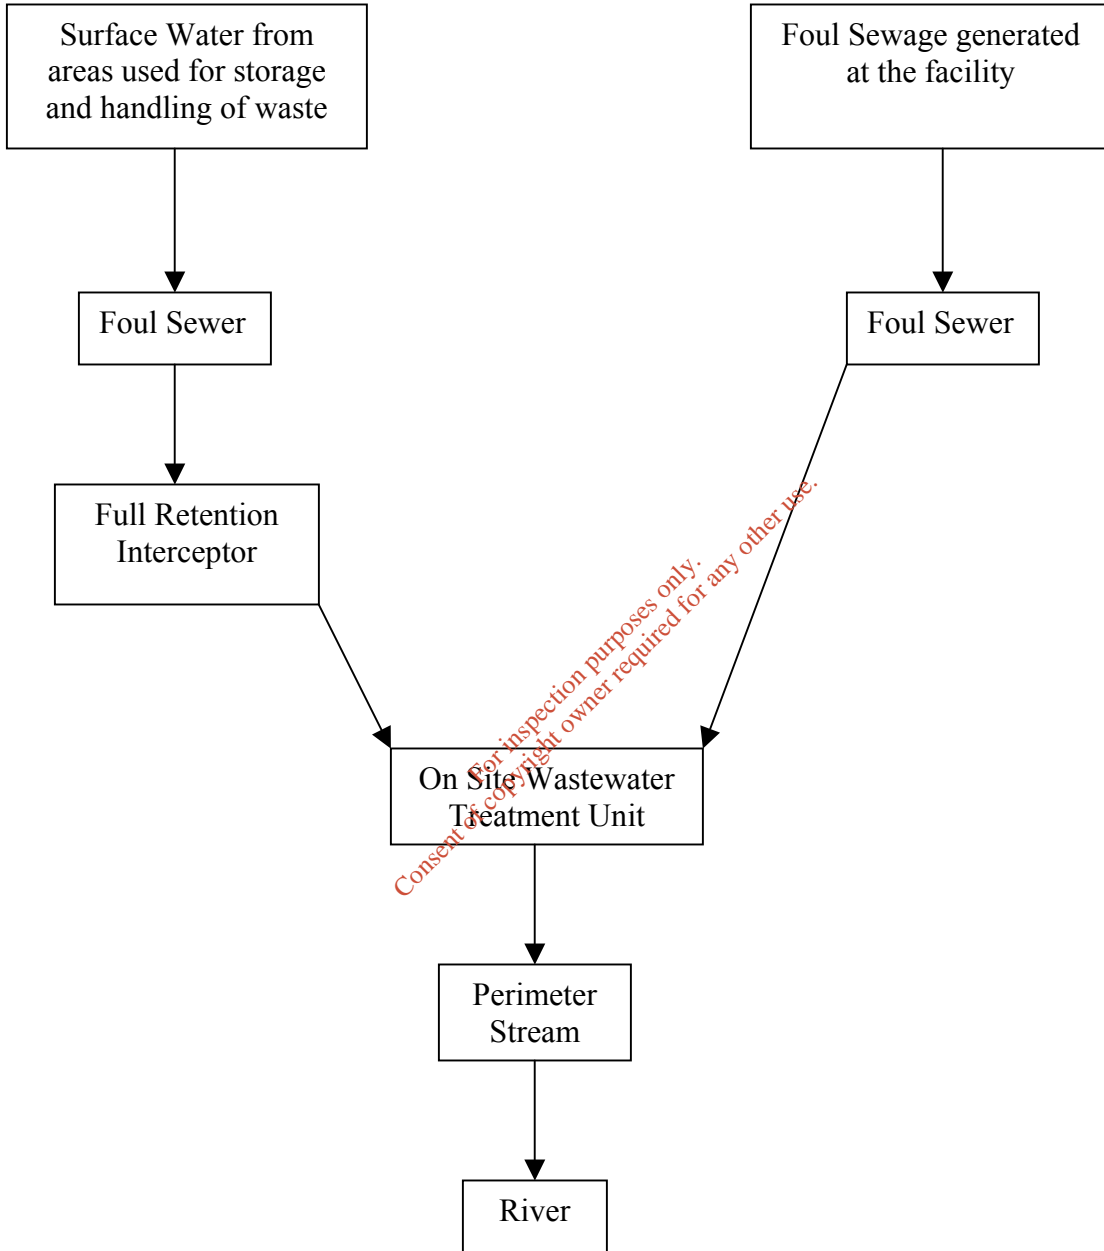 Surface Water from
areas used for storage
and handling of waste
Foul Sewage generated
at the facility
Foul Sewer
Foul Sewer
Full Retention
Interceptor
For inspection purposes only.
Consent of copyright owner required for any other use.
On Site Wastewater
Treatment Unit
Perimeter
Stream
River